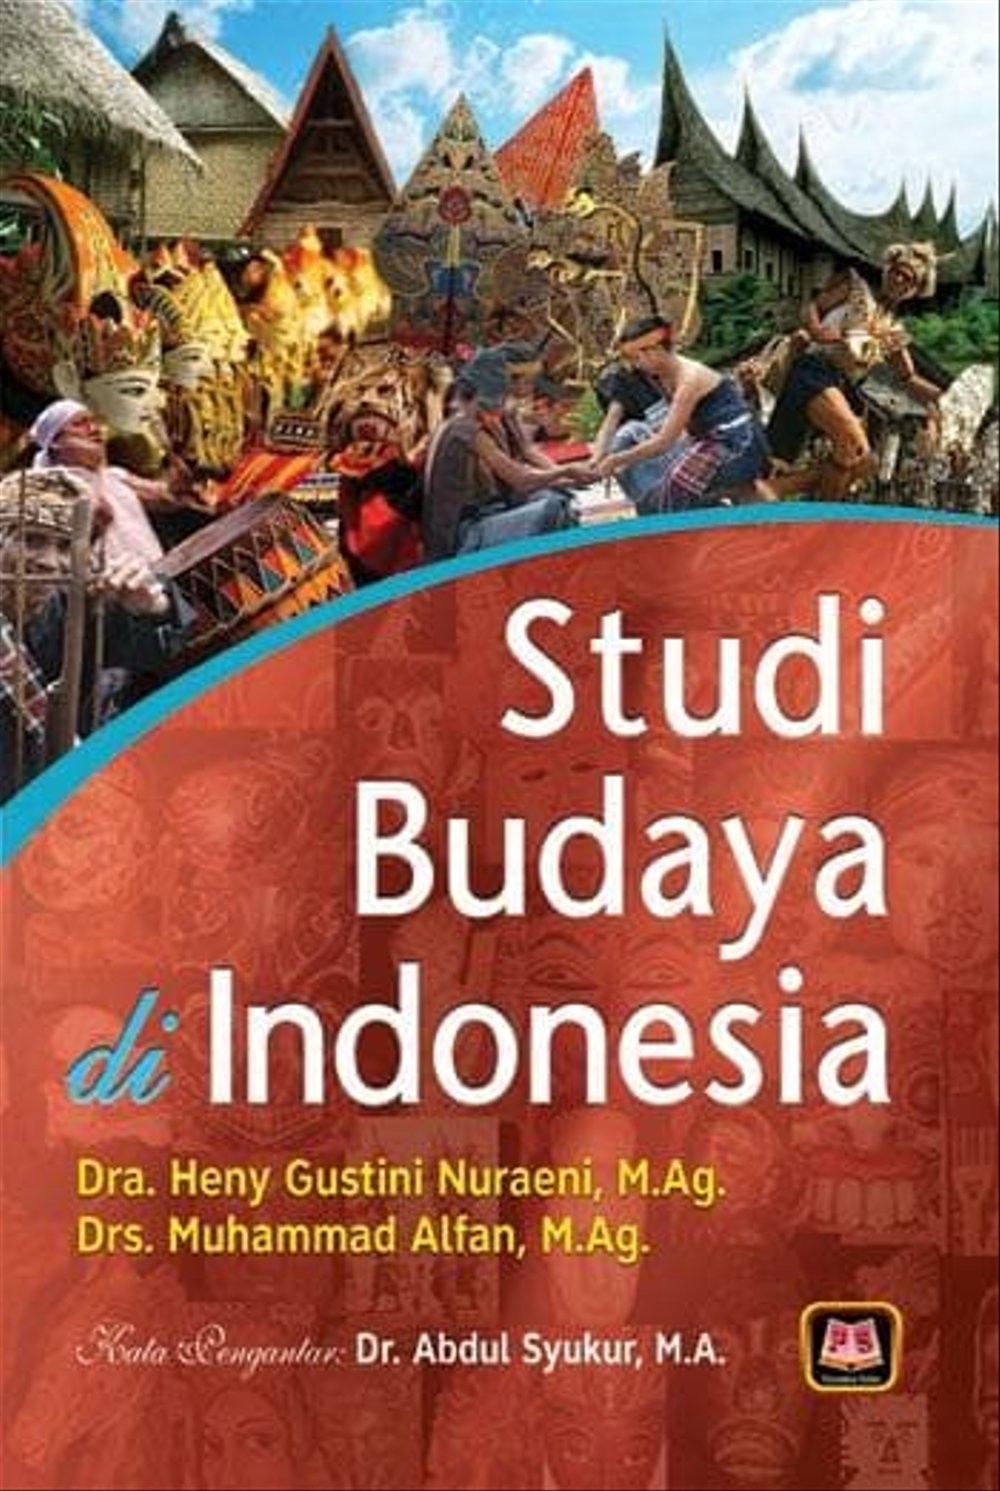 Studi
Budaya
di Indonesia
Dra. Heny Gustini Nuraeni, M.Ag.
Drs. Muhammad Alfan, M.Ag.
Kata Pengantar: Dr. Abdul Syukur, M.A.